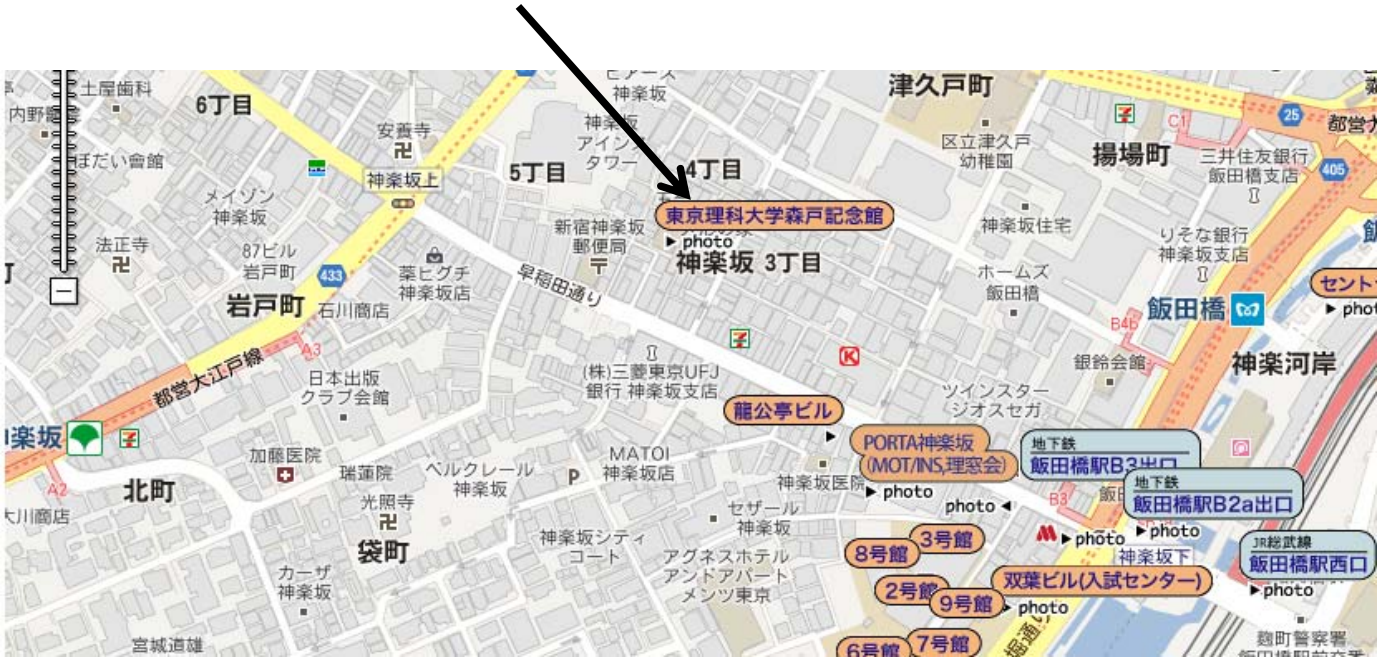 土屋歯科
6丁目
安養寺
神楽坂
津久戸町
25
区立津久戸
幼稚園
C1
揚場町
三井住友銀行
飯田橋支店
405
ぼだい會館
神楽坂
アインス
タワー
5丁目
4丁目
神楽坂上
メイゾン
神楽坂
東京理科大学森戸記念館
▶ photo
神楽坂 3丁目
新宿神楽坂
郵便局
神楽坂住宅
りそな銀行
神楽坂支店
法正寺
87ビル
岩戸町
433
薬ヒグチ
神楽坂店
早稲田通り
ホームズ
飯田橋
飯田橋
岩戸町
石川商店
B4b
神楽河岸
A3
都営大江戸線
日本出版
クラブ会館
(株)三菱東京UFJ
銀行 神楽坂支店
K
銀鈴会館
ツインスター
ジオスセガ
龍公亭ビル
PORTA神楽坂
(MOT/INS,理窓会)
▶ photo
photo ◀
地下鉄
飯田橋駅B3出口
地下鉄
飯田橋駅B2a出口
▶ photo
加藤医院
瑞蓮院
ベルクレール
神楽坂
P
MATOI
神楽坂店
神楽坂医院
A2
北町
大川商店
光照寺
袋町
神楽坂シティ
コート
セザール
神楽坂
B3
▶ photo
神楽坂下
JR総武線
飯田橋駅西口
▶ photo
アグネスホテル
アンドアパート
メンツ東京
3号館
8号館
2号館
9号館
双葉ビル(入試センター)
▶ photo
カーザ
神楽坂
宮城道雄
6号館
7号館
麹町警察署